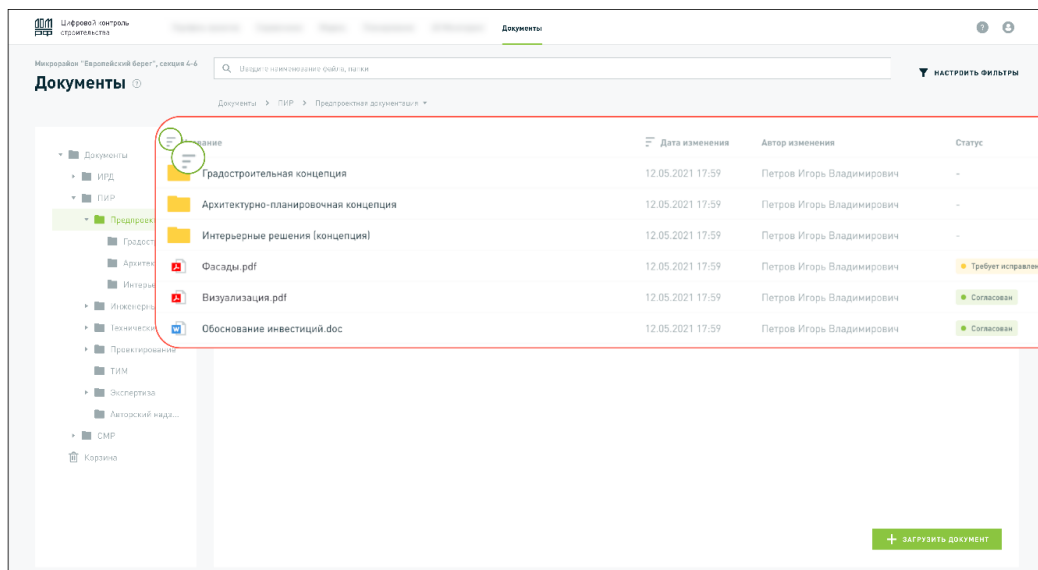 ДОМ Цифровой контроль
РФ строительства
Документы
Микрорайон "Европейский берег", секция 4-6
Документы
Введите наименование файла, папки
НАСТРОИТЬ ФИЛЬТРЫ
Документы > ПИР > Предпроектная документация
Дата изменения Автор изменения Статус
Градостроительная концепция 12.05.2021 17:59 Петров Игорь Владимирович -
Архитектурно-планировочная концепция 12.05.2021 17:59 Петров Игорь Владимирович -
Интерьерные решения (концепция) 12.05.2021 17:59 Петров Игорь Владимирович -
Фасады.pdf 12.05.2021 17:59 Петров Игорь Владимирович Требует исправлен
Визуализация.pdf 12.05.2021 17:59 Петров Игорь Владимирович Согласован
Обоснование инвестиций.doc 12.05.2021 17:59 Петров Игорь Владимирович Согласован
Документы
ИРД
ПИР
Предпроек
Градост
Архитек
Интерье
Инженерны
Технически
Проектирование
ТИМ
Экспертиза
Авторский надз...
СМР
Корзина
+ ЗАГРУЗИТЬ ДОКУМЕНТ